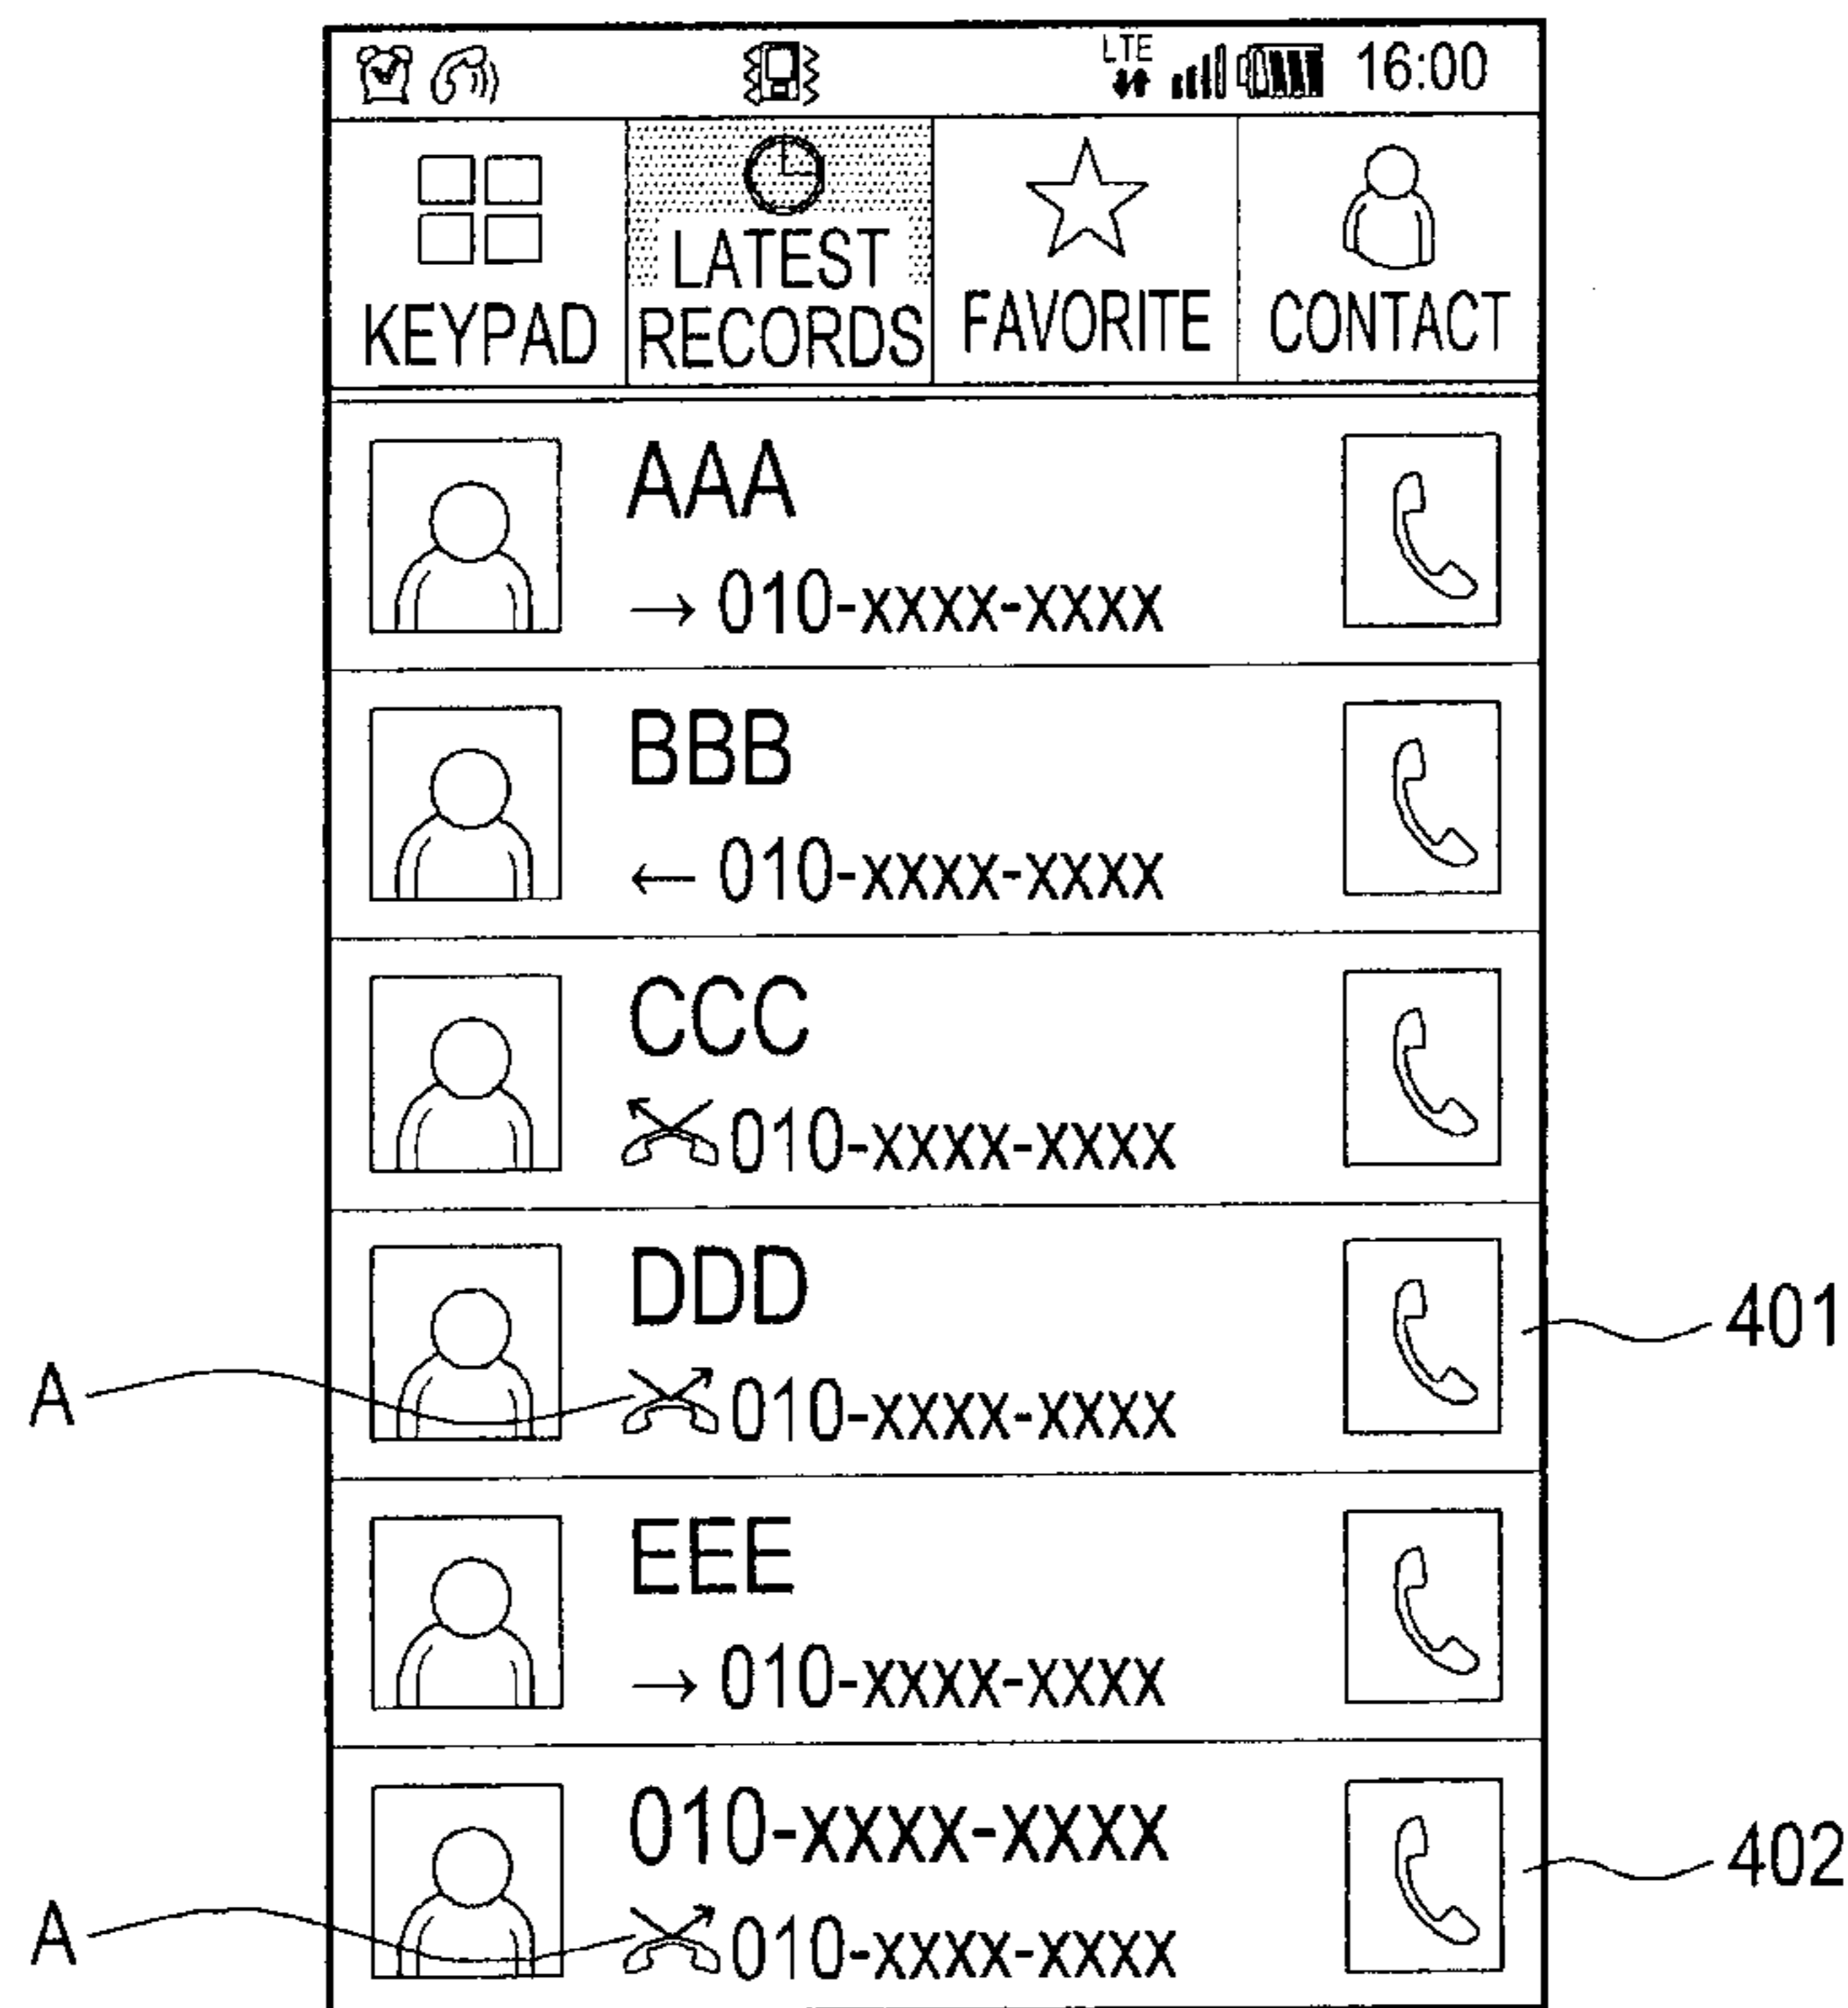 LTE 16:00
KEYPAD LATEST RECORDS FAVORITE CONTACT
AAA
→ 010-xxxx-xxxx
BBB
← 010-xxxx-xxxx
CCC
010-xxxx-xxxx
DDD
401
A 010-xxxx-xxxx
EEE
→ 010-xxxx-xxxx
010-xxxx-xxxx
402
A 010-xxxx-xxxx